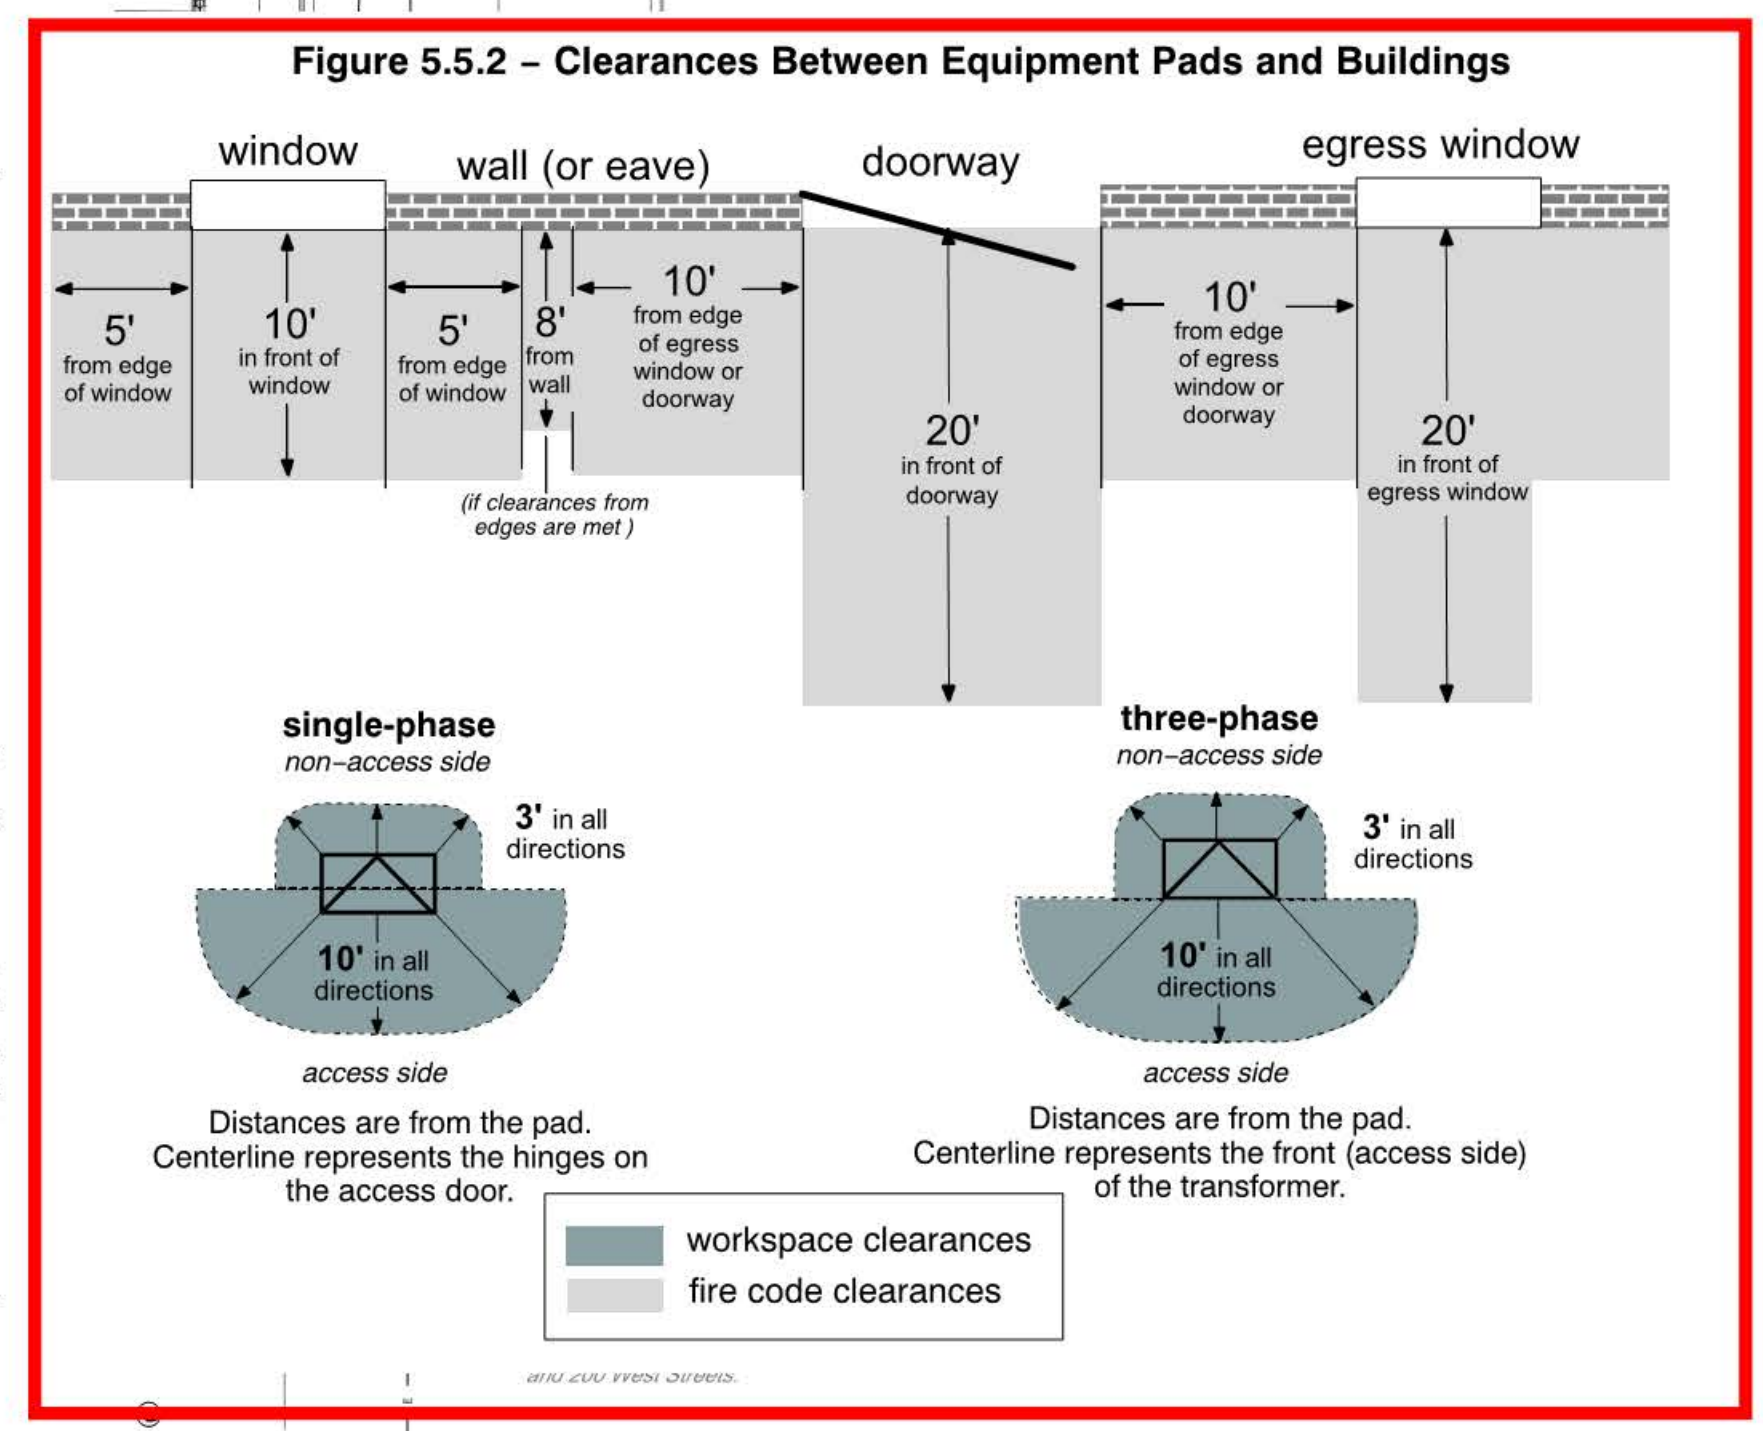 Figure 5.5.2 – Clearances Between Equipment Pads and Buildings
window
wall (or eave)
doorway
egress window
5'
from edge
of window
10'
in front of
window
5'
from edge
of window
8'
from
wall
(if clearances from
edges are met )
10'
from edge
of egress
window or
doorway
20'
in front of
doorway
10'
from edge
of egress
window or
doorway
20'
in front of
egress window
single-phase
non–access side
3' in all
directions
10' in all
directions
access side
Distances are from the pad.
Centerline represents the hinges on
the access door.
three-phase
non–access side
3' in all
directions
10' in all
directions
access side
Distances are from the pad.
Centerline represents the front (access side)
of the transformer.
workspace clearances
fire code clearances
and 200 West Streets.